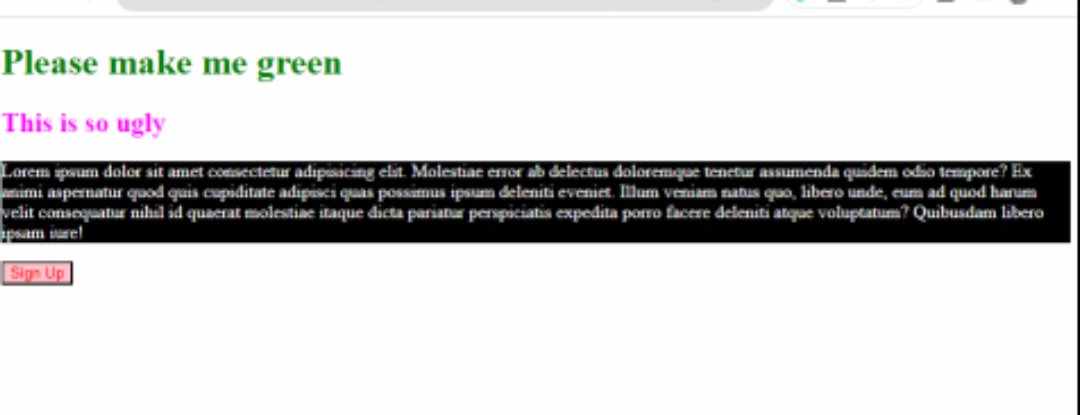 Please make me green
This is so ugly
Lorem ipsum dolor sit amet consectetur adipisicing elit. Molestiae error ab delectus doloremque tenetur assumenda quidem odio tempore? Ex
animi aspernatur quod quis cupiditate adipisci quas possimus ipsum deleniti eveniet. Illum veniam natus quo, libero unde, eum ad quod harum
velit consequatur nihil id quaerat molestiae itaque dicta pariatur perspiciatis expedita porro facere deleniti atque voluptatum? Quibusdam libero
ipsam iure!
Sign Up